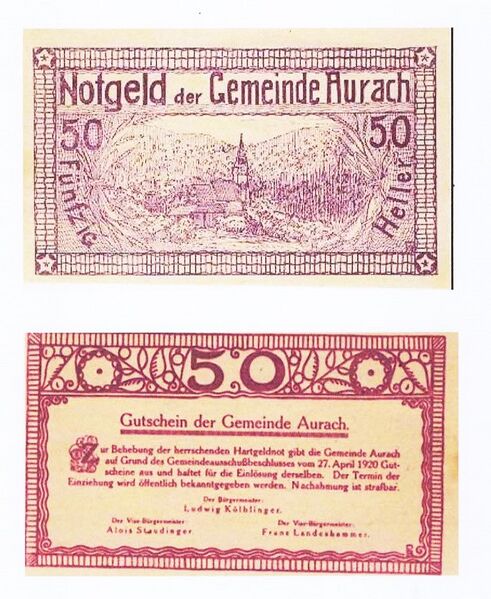 Notgeld der Gemeinde Aurach
50 50
Fünfzig Heller
50
Gutschein der Gemeinde Aurach.
Zur Behebung der herrschenden Hartgeldnot gibt die Gemeinde Aurach
auf Grund des Gemeindeausschußbeschlusses vom 27. April 1920 Gut-
scheine aus und haftet für die Einlösung derselben. Der Termin der
Einziehung wird öffentlich bekanntgegeben werden. Nachahmung ist strafbar.
Der Bürgermeister:
Ludwig Kölblinger.
Der Vize-Bürgermeister: Der Vize-Bürgermeister:
Alois Staudinger. Franz Landeshammer.